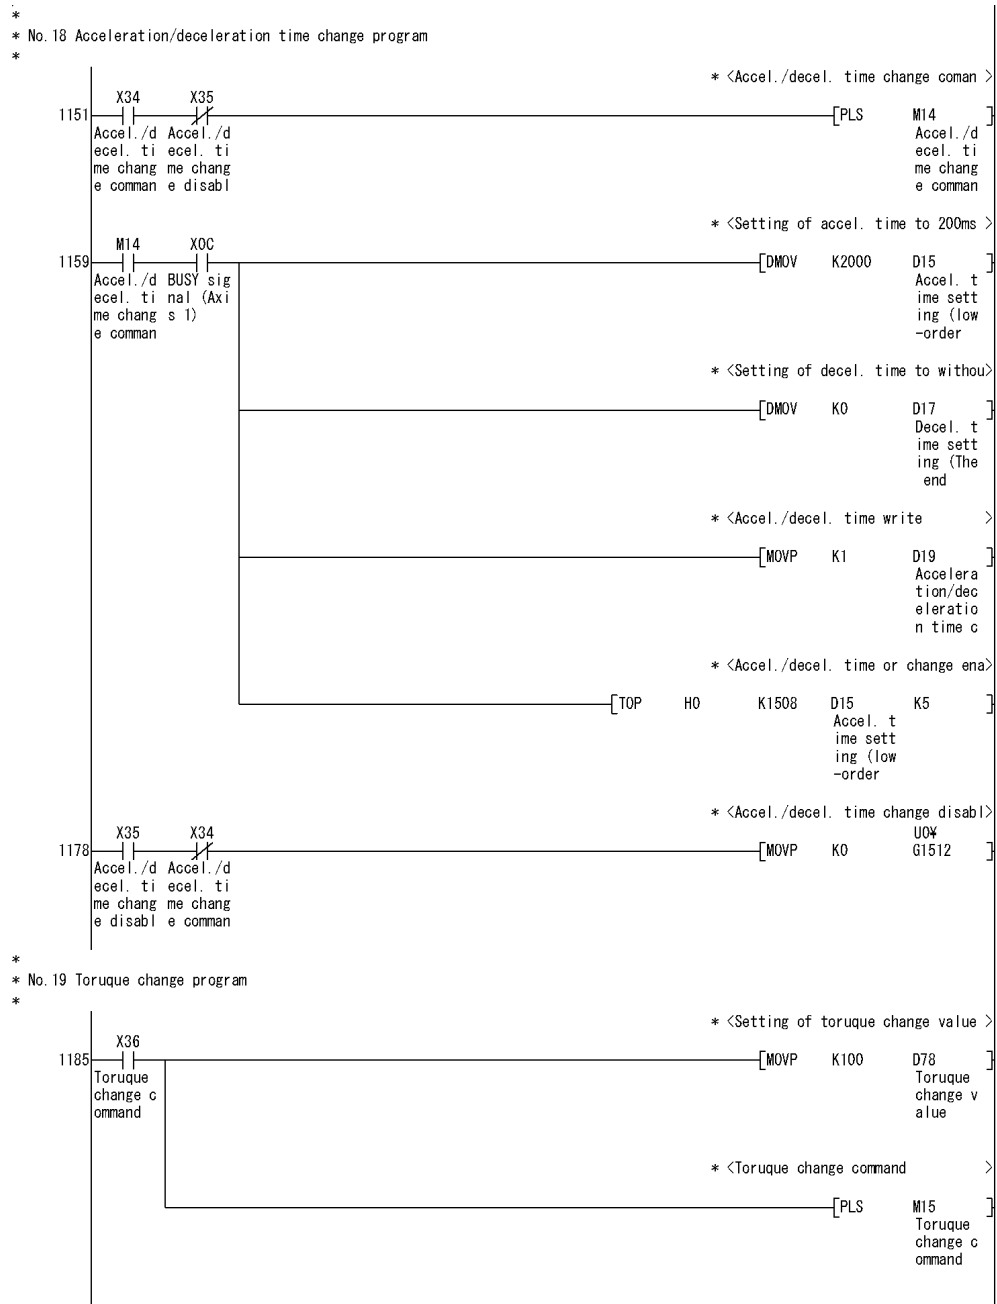 *
* No.18 Acceleration/deceleration time change program
*
* <Accel./decel. time change coman >
X34 X35
1151 [PLS M14 ]
Accel./d Accel./d Accel./d
ecel. ti ecel. ti ecel. ti
me chang me chang me chang
e comman e disabl e comman
* <Setting of accel. time to 200ms >
M14 X0C
1159 [DMOV K2000 D15 ]
Accel./d BUSY sig Accel. t
ecel. ti nal (Axi ime sett
me chang s 1) ing (low
e comman -order
* <Setting of decel. time to withou>
[DMOV K0 D17 ]
Decel. t
ime sett
ing (The
end
* <Accel./decel. time write >
[MOVP K1 D19 ]
Accelera
tion/dec
eleratio
n time c
* <Accel./decel. time or change ena>
[TOP H0 K1508 D15 K5 ]
Accel. t
ime sett
ing (low
-order
* <Accel./decel. time change disabl>
X35 X34 U0¥
1178 [MOVP K0 G1512 ]
Accel./d Accel./d
ecel. ti ecel. ti
me chang me chang
e disabl e comman
*
* No.19 Toruque change program
*
* <Setting of toruque change value >
X36
1185 [MOVP K100 D78 ]
Toruque Toruque
change c change v
ommand alue
* <Toruque change command >
[PLS M15 ]
Toruque
change c
ommand